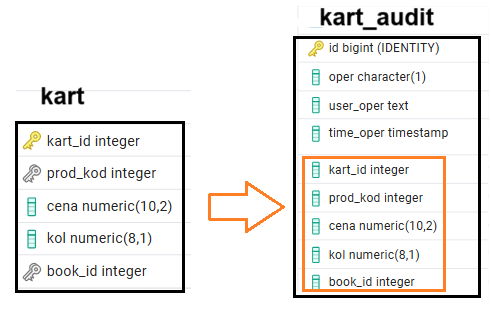 kart
kart_id integer
prod_kod integer
cena numeric(10,2)
kol numeric(8,1)
book_id integer
kart_audit
id bigint (IDENTITY)
oper character(1)
user_oper text
time_oper timestamp
kart_id integer
prod_kod integer
cena numeric(10,2)
kol numeric(8,1)
book_id integer